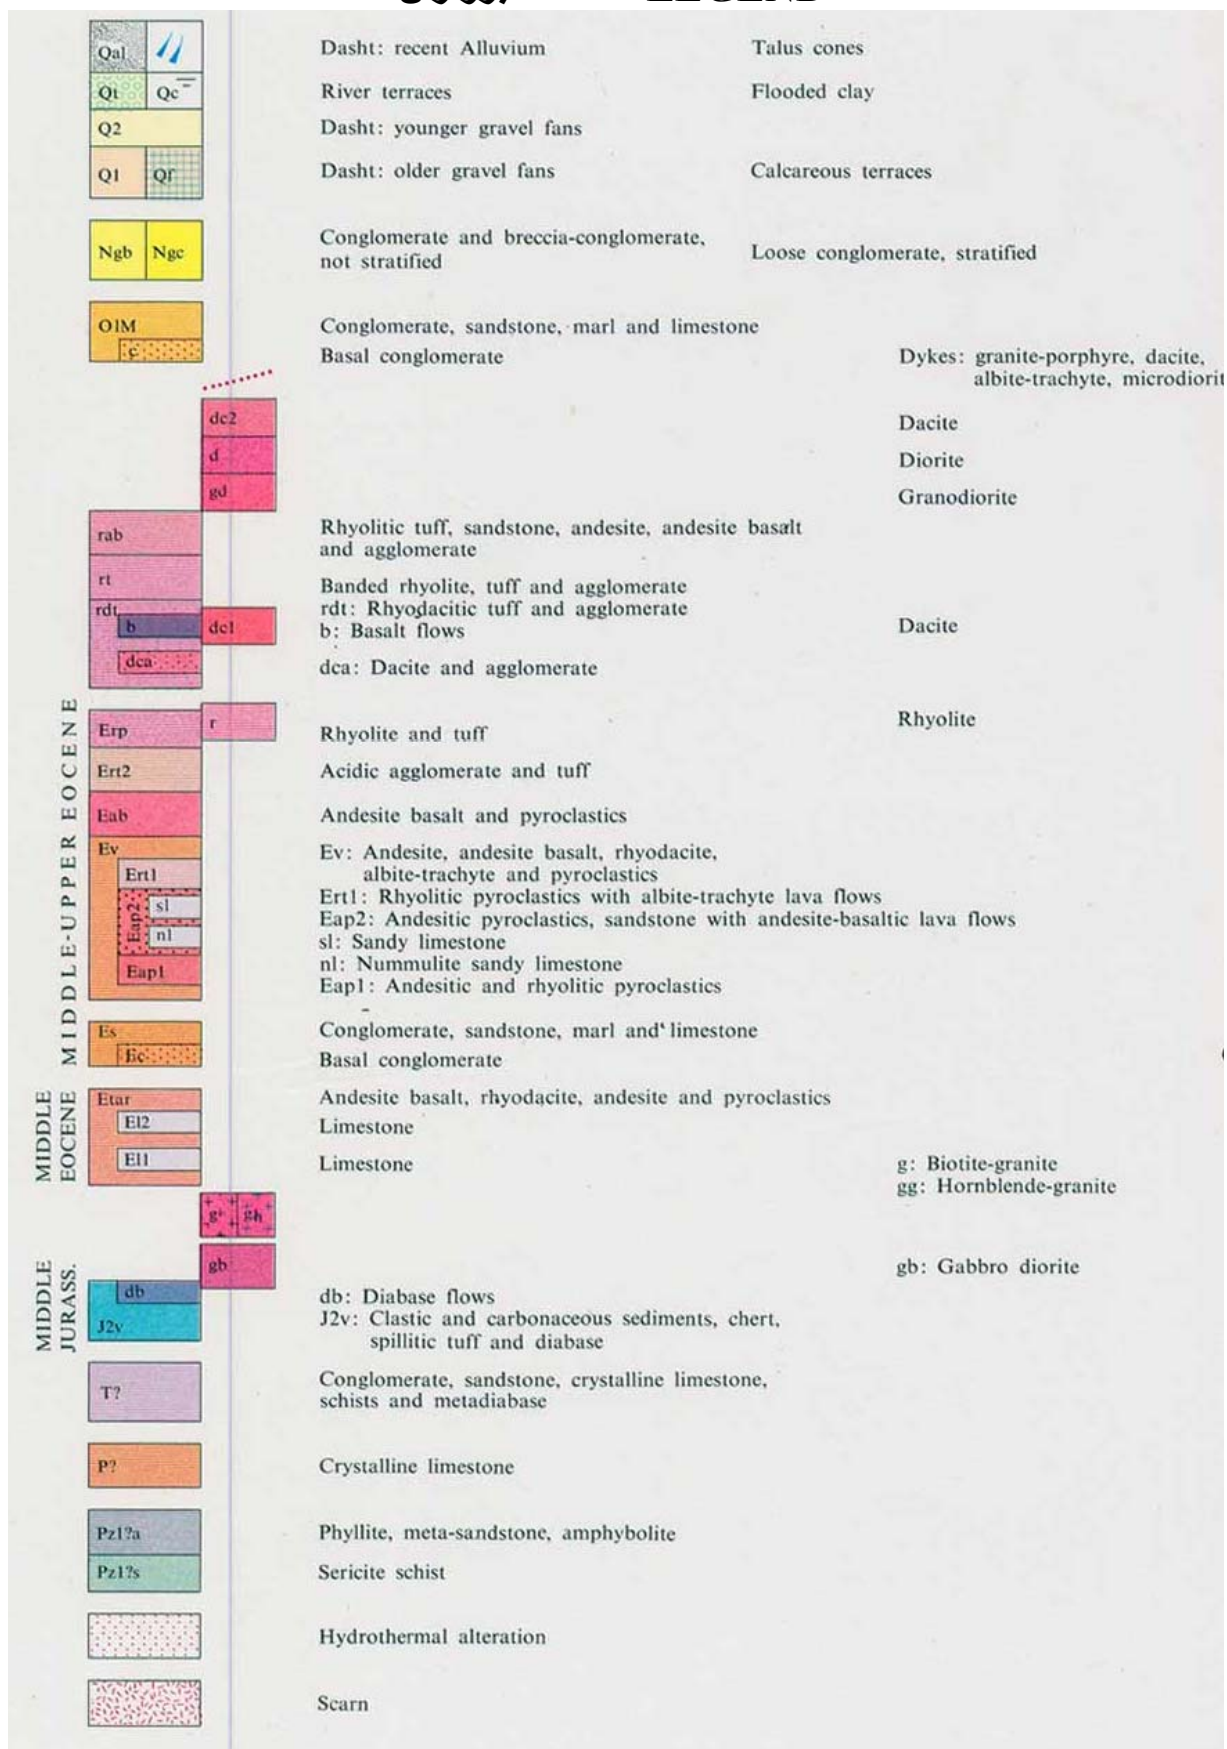 LEGEND
Qal Dasht: recent Alluvium Talus cones
Qt Qc River terraces Flooded clay
Q2 Dasht: younger gravel fans
Q1 Qf Dasht: older gravel fans Calcareous terraces
Ngb Ngc Conglomerate and breccia-conglomerate,
not stratified Loose conglomerate, stratified
OlM Conglomerate, sandstone, marl and limestone
c Basal conglomerate Dykes: granite-porphyre, dacite,
albite-trachyte, microdiorit
dc2 Dacite
d Diorite
gd Granodiorite
rab Rhyolitic tuff, sandstone, andesite, andesite basalt
and agglomerate
rt Banded rhyolite, tuff and agglomerate
rdt rdt: Rhyodacitic tuff and agglomerate
b dc1 b: Basalt flows Dacite
dca dca: Dacite and agglomerate
MIDDLE-UPPER EOCENE
Erp r Rhyolite and tuff Rhyolite
Ert2 Acidic agglomerate and tuff
Eab Andesite basalt and pyroclastics
Ev Ev: Andesite, andesite basalt, rhyodacite,
albite-trachyte and pyroclastics
Ert1 Ert1: Rhyolitic pyroclastics with albite-trachyte lava flows
Eap2 Eap2: Andesitic pyroclastics, sandstone with andesite-basaltic lava flows
sl sl: Sandy limestone
nl nl: Nummulite sandy limestone
Eap1 Eap1: Andesitic and rhyolitic pyroclastics
Es Conglomerate, sandstone, marl and limestone
Ec Basal conglomerate
MIDDLE
EOCENE
Etar Andesite basalt, rhyodacite, andesite and pyroclastics
El2 Limestone
El1 Limestone g: Biotite-granite
gg: Hornblende-granite
g gh
gb gb: Gabbro diorite
MIDDLE
JURASS.
db db: Diabase flows
J2v J2v: Clastic and carbonaceous sediments, chert,
spillitic tuff and diabase
T? Conglomerate, sandstone, crystalline limestone,
schists and metadiabase
P? Crystalline limestone
Pz1?a Phyllite, meta-sandstone, amphybolite
Pz1?s Sericite schist
Hydrothermal alteration
Scarn